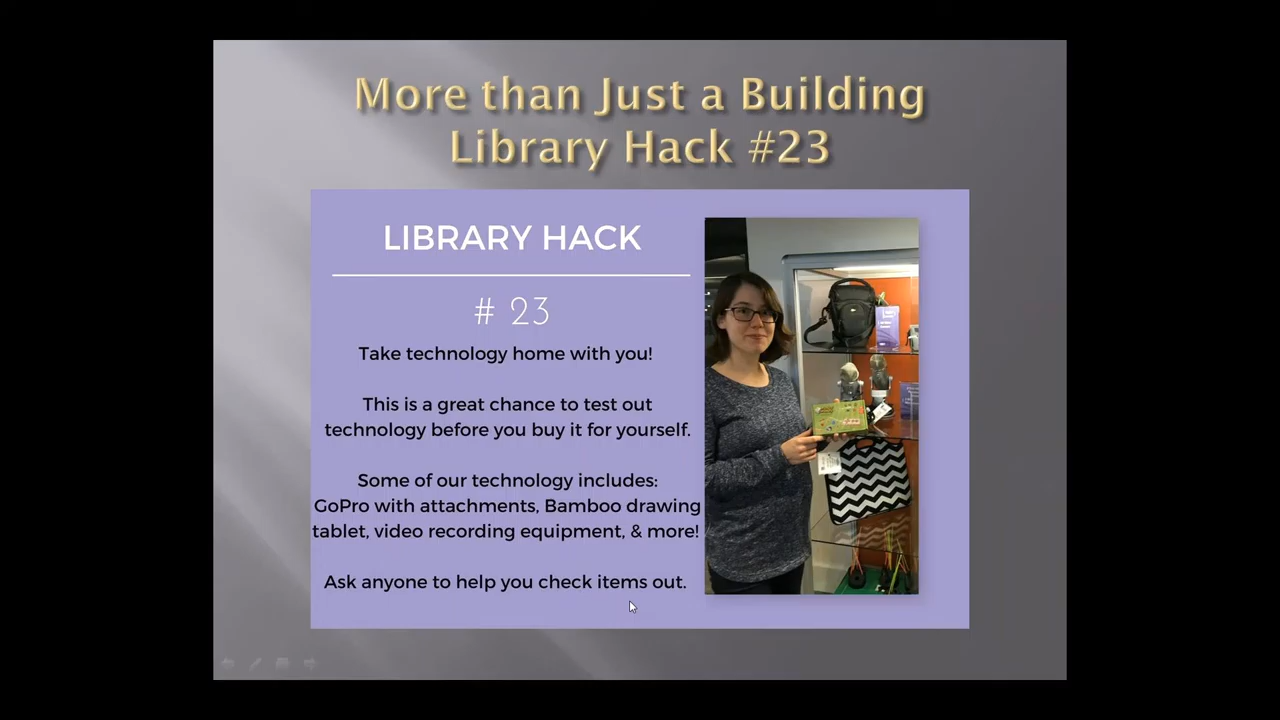 More than Just a Building
Library Hack #23
LIBRARY HACK
# 23
Take technology home with you!
This is a great chance to test out
technology before you buy it for yourself.
Some of our technology includes:
GoPro with attachments, Bamboo drawing
tablet, video recording equipment, & more!
Ask anyone to help you check items out.